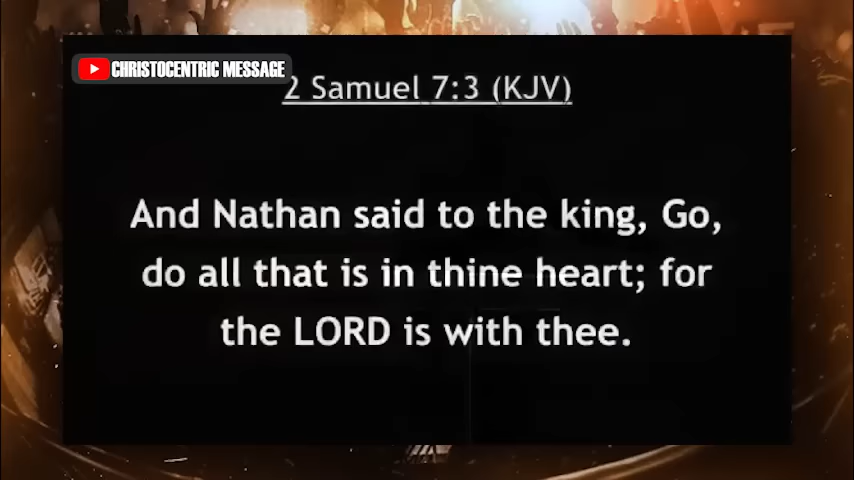 CHRISTOCENTRIC MESSAGE
2 Samuel 7:3 (KJV)
And Nathan said to the king, Go,
do all that is in thine heart; for
the LORD is with thee.